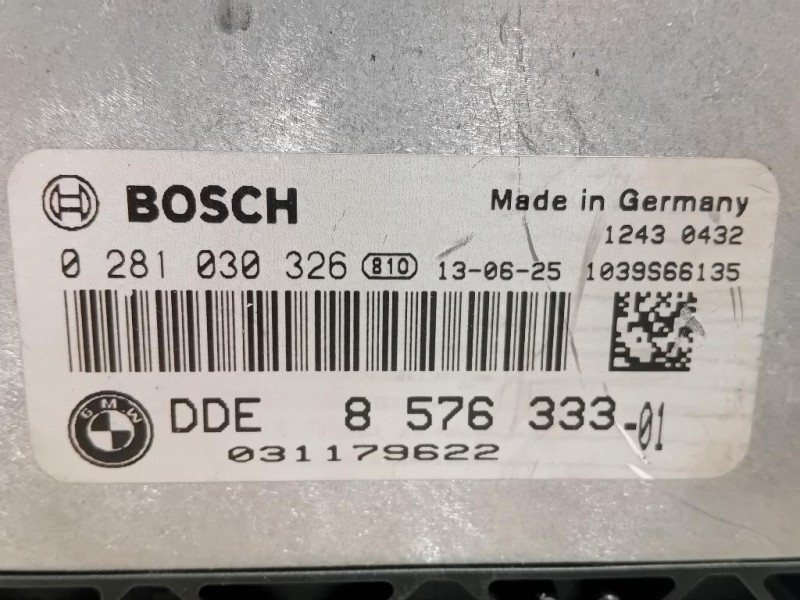 BOSCH Made in Germany
1243 0432
0 281 030 326 810 13-06-25 1039S66135
BMW DDE 8 576 333-01
031179622